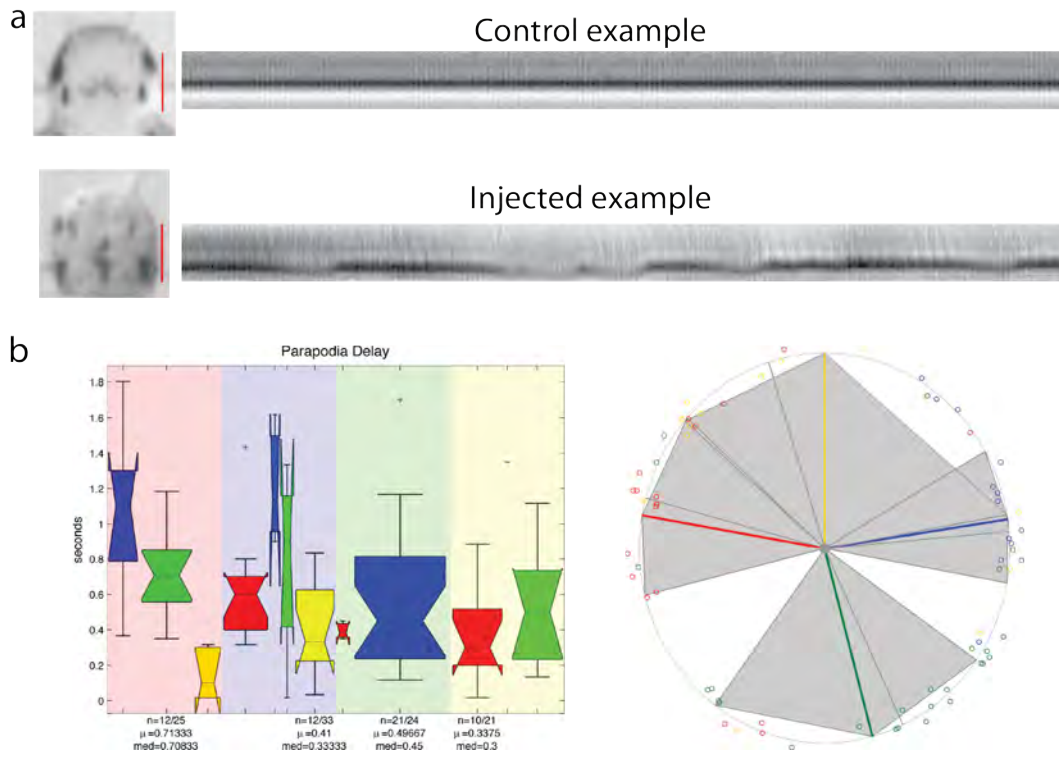 a
Control example
Injected example
b
Parapodia Delay
seconds
1.8
1.6
1.4
1.2
1
0.8
0.6
0.4
0.2
0
n=12/25
μ=0.71333
med=0.70833
n=12/33
μ=0.41
med=0.33333
n=21/24
μ=0.49667
med=0.45
n=10/21
μ=0.3375
med=0.3